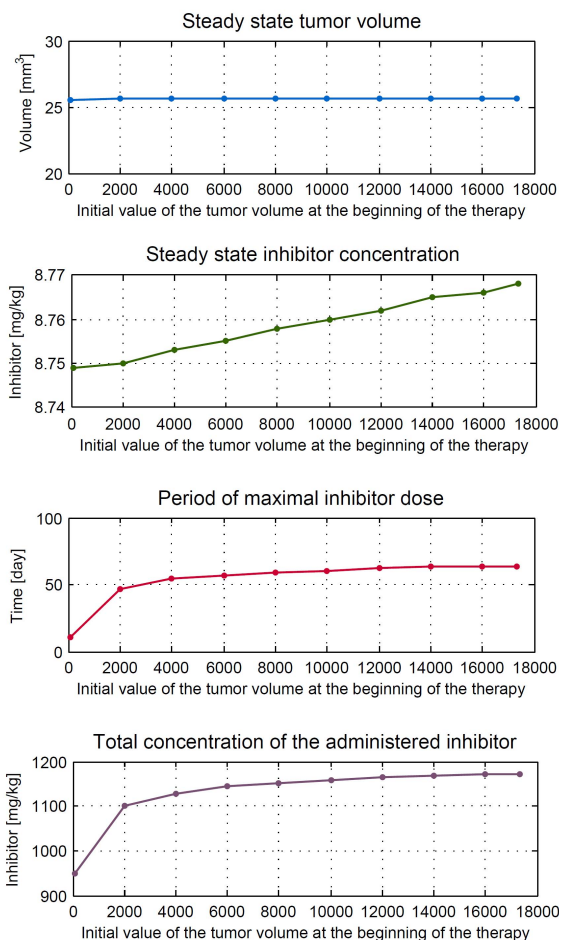 Steady state tumor volume
30
25
20
Volume [mm³]
0 2000 4000 6000 8000 10000 12000 14000 16000 18000
Initial value of the tumor volume at the beginning of the therapy
Steady state inhibitor concentration
8.77
8.76
8.75
8.74
Inhibitor [mg/kg]
0 2000 4000 6000 8000 10000 12000 14000 16000 18000
Initial value of the tumor volume at the beginning of the therapy
Period of maximal inhibitor dose
100
50
0
Time [day]
0 2000 4000 6000 8000 10000 12000 14000 16000 18000
Initial value of the tumor volume at the beginning of the therapy
Total concentration of the administered inhibitor
1200
1100
1000
900
Inhibitor [mg/kg]
0 2000 4000 6000 8000 10000 12000 14000 16000 18000
Initial value of the tumor volume at the beginning of the therapy